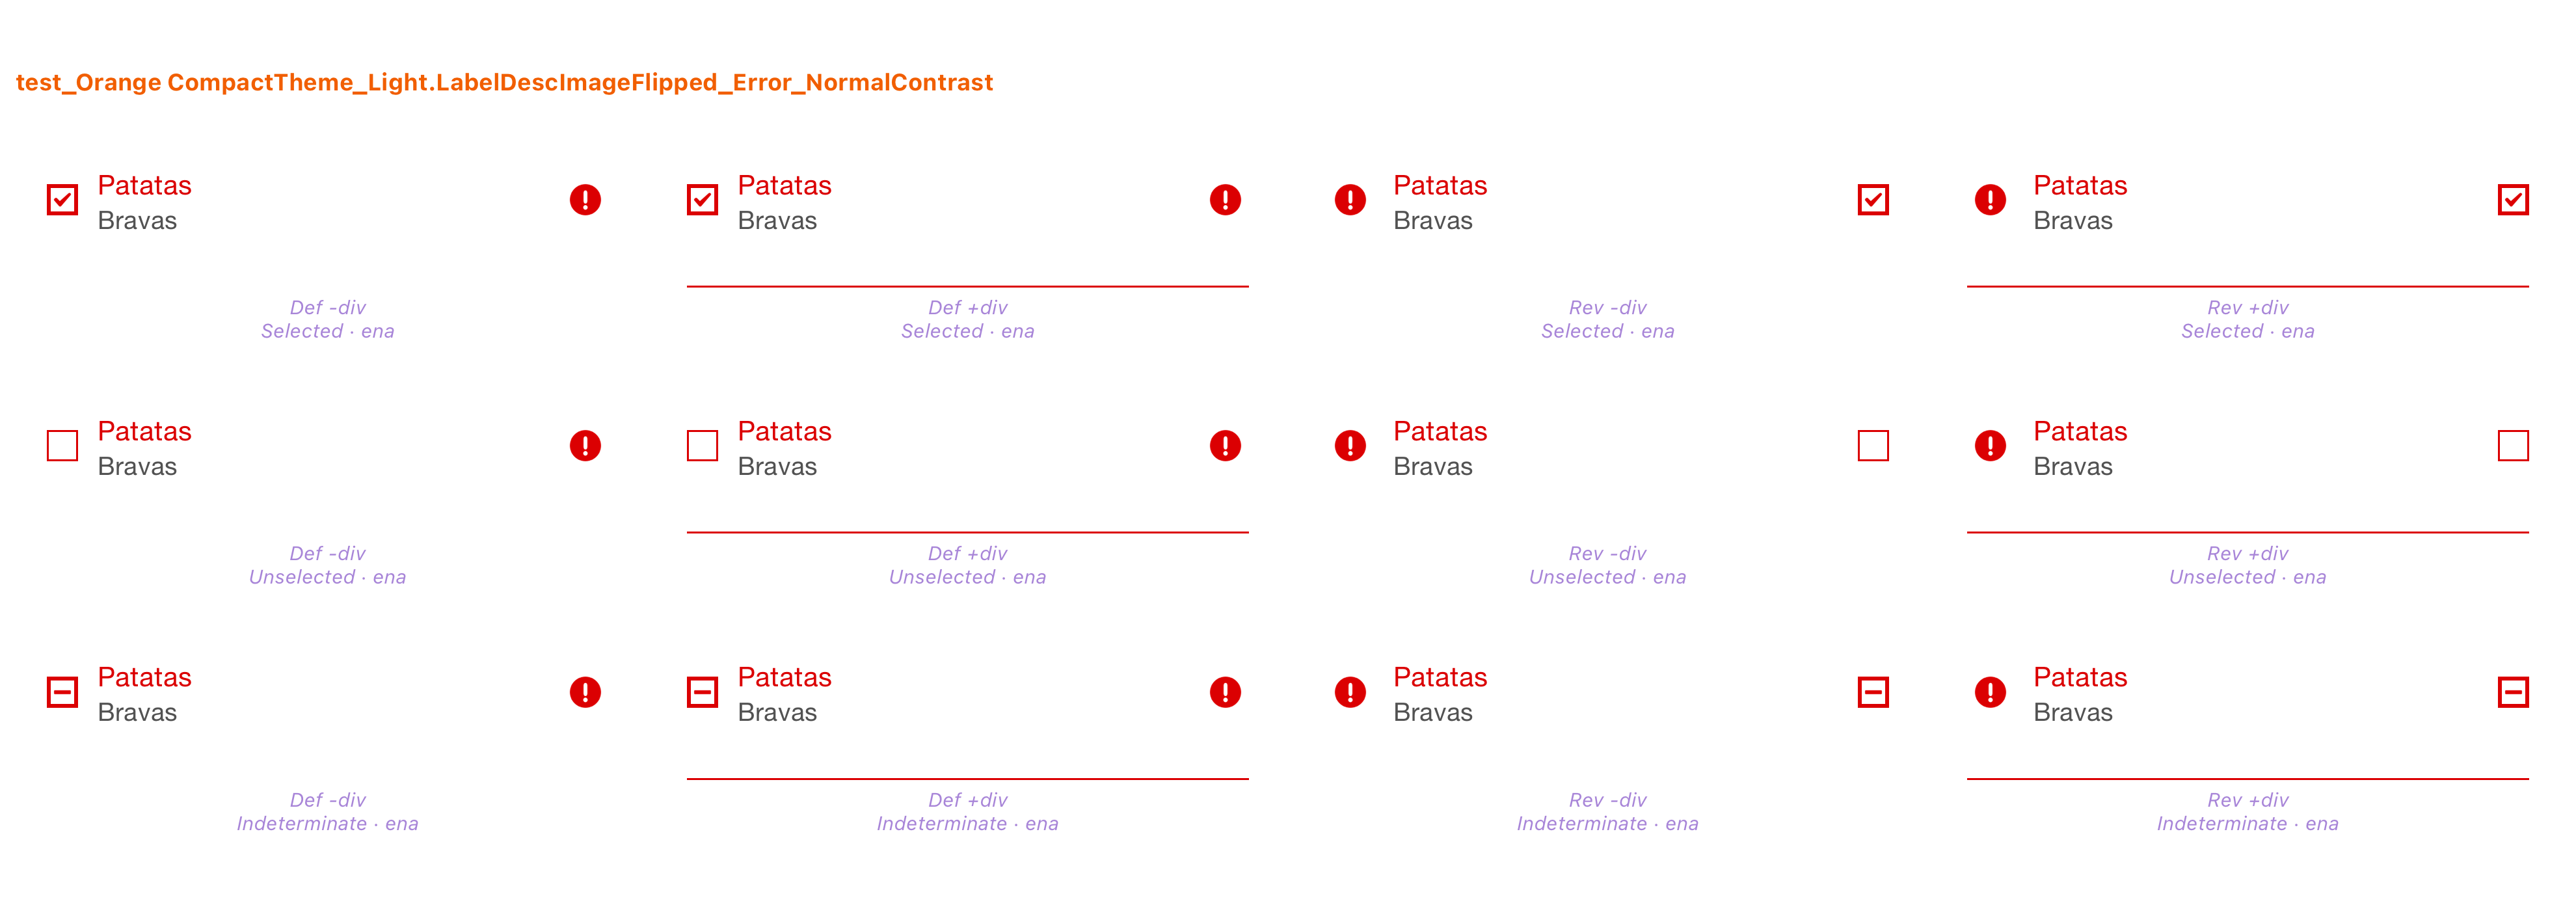 test_Orange CompactTheme_Light.LabelDescImageFlipped_Error_NormalContrast
Patatas
Bravas
Def -div
Selected · ena
Patatas
Bravas
Def +div
Selected · ena
Patatas
Bravas
Rev -div
Selected · ena
Patatas
Bravas
Rev +div
Selected · ena
Patatas
Bravas
Def -div
Unselected · ena
Patatas
Bravas
Def +div
Unselected · ena
Patatas
Bravas
Rev -div
Unselected · ena
Patatas
Bravas
Rev +div
Unselected · ena
Patatas
Bravas
Def -div
Indeterminate · ena
Patatas
Bravas
Def +div
Indeterminate · ena
Patatas
Bravas
Rev -div
Indeterminate · ena
Patatas
Bravas
Rev +div
Indeterminate · ena